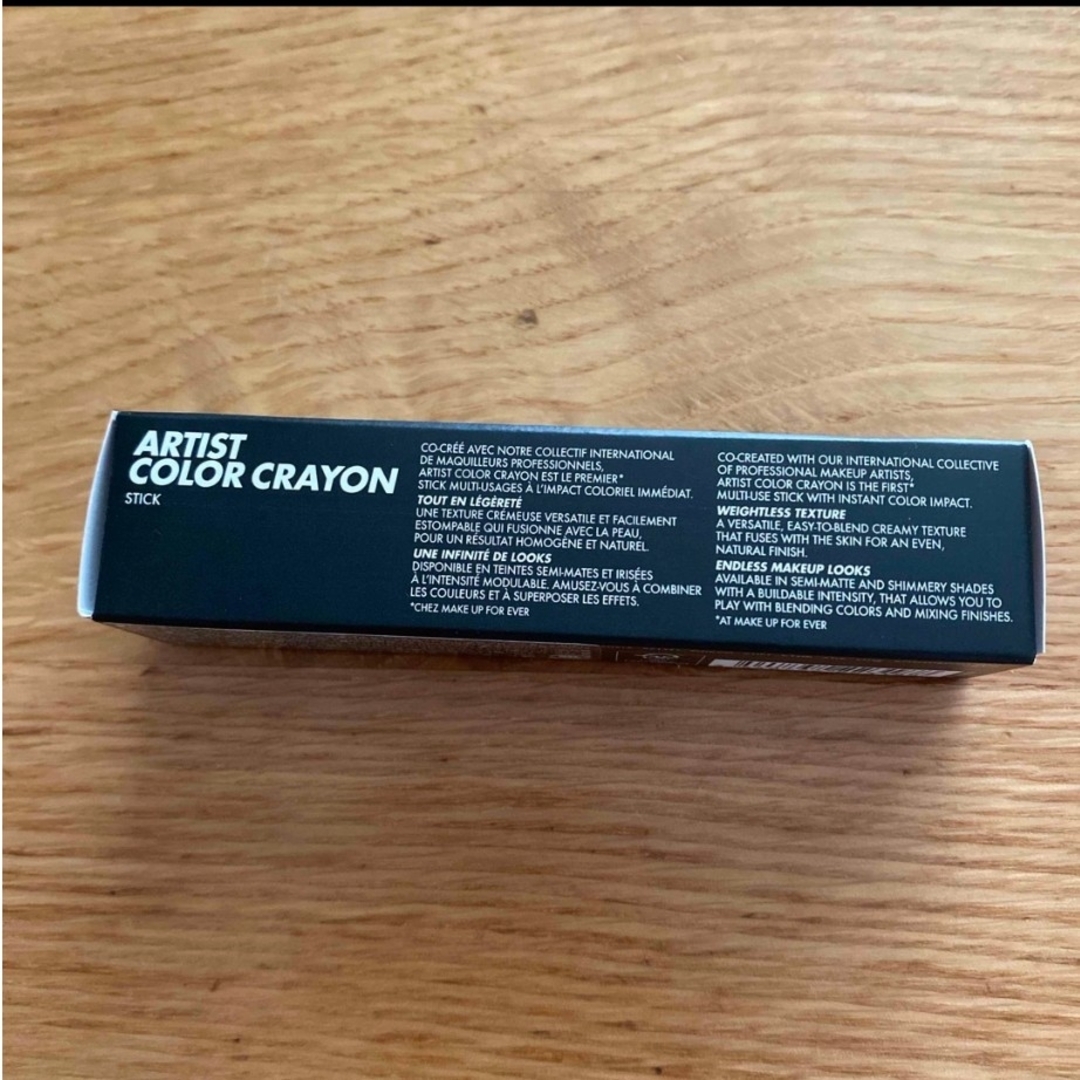 ARTIST
COLOR CRAYON
STICK
CO-CRÉÉ AVEC NOTRE COLLECTIF INTERNATIONAL
DE MAQUILLEURS PROFESSIONNELS,
ARTIST COLOR CRAYON EST LE PREMIER*
STICK MULTI-USAGES À L'IMPACT COLORIEL IMMÉDIAT.
TOUT EN LÉGÈRETÉ
UNE TEXTURE CRÉMEUSE VERSATILE ET FACILEMENT
ESTOMPABLE QUI FUSIONNE AVEC LA PEAU,
POUR UN RÉSULTAT HOMOGÈNE ET NATUREL.
UNE INFINITÉ DE LOOKS
DISPONIBLE EN TEINTES SEMI-MATES ET IRISÉES
À L'INTENSITÉ MODULABLE. AMUSEZ-VOUS À COMBINER
LES COULEURS ET À SUPERPOSER LES EFFETS.
*CHEZ MAKE UP FOR EVER
CO-CREATED WITH OUR INTERNATIONAL COLLECTIVE
OF PROFESSIONAL MAKEUP ARTISTS,
ARTIST COLOR CRAYON IS THE FIRST*
MULTI-USE STICK WITH INSTANT COLOR IMPACT.
WEIGHTLESS TEXTURE
A VERSATILE, EASY-TO-BLEND CREAMY TEXTURE
THAT FUSES WITH THE SKIN FOR AN EVEN,
NATURAL FINISH.
ENDLESS MAKEUP LOOKS
AVAILABLE IN SEMI-MATTE AND SHIMMERY SHADES
WITH A BUILDABLE INTENSITY, THAT ALLOWS YOU TO
PLAY WITH BLENDING COLORS AND MIXING FINISHES.
*AT MAKE UP FOR EVER